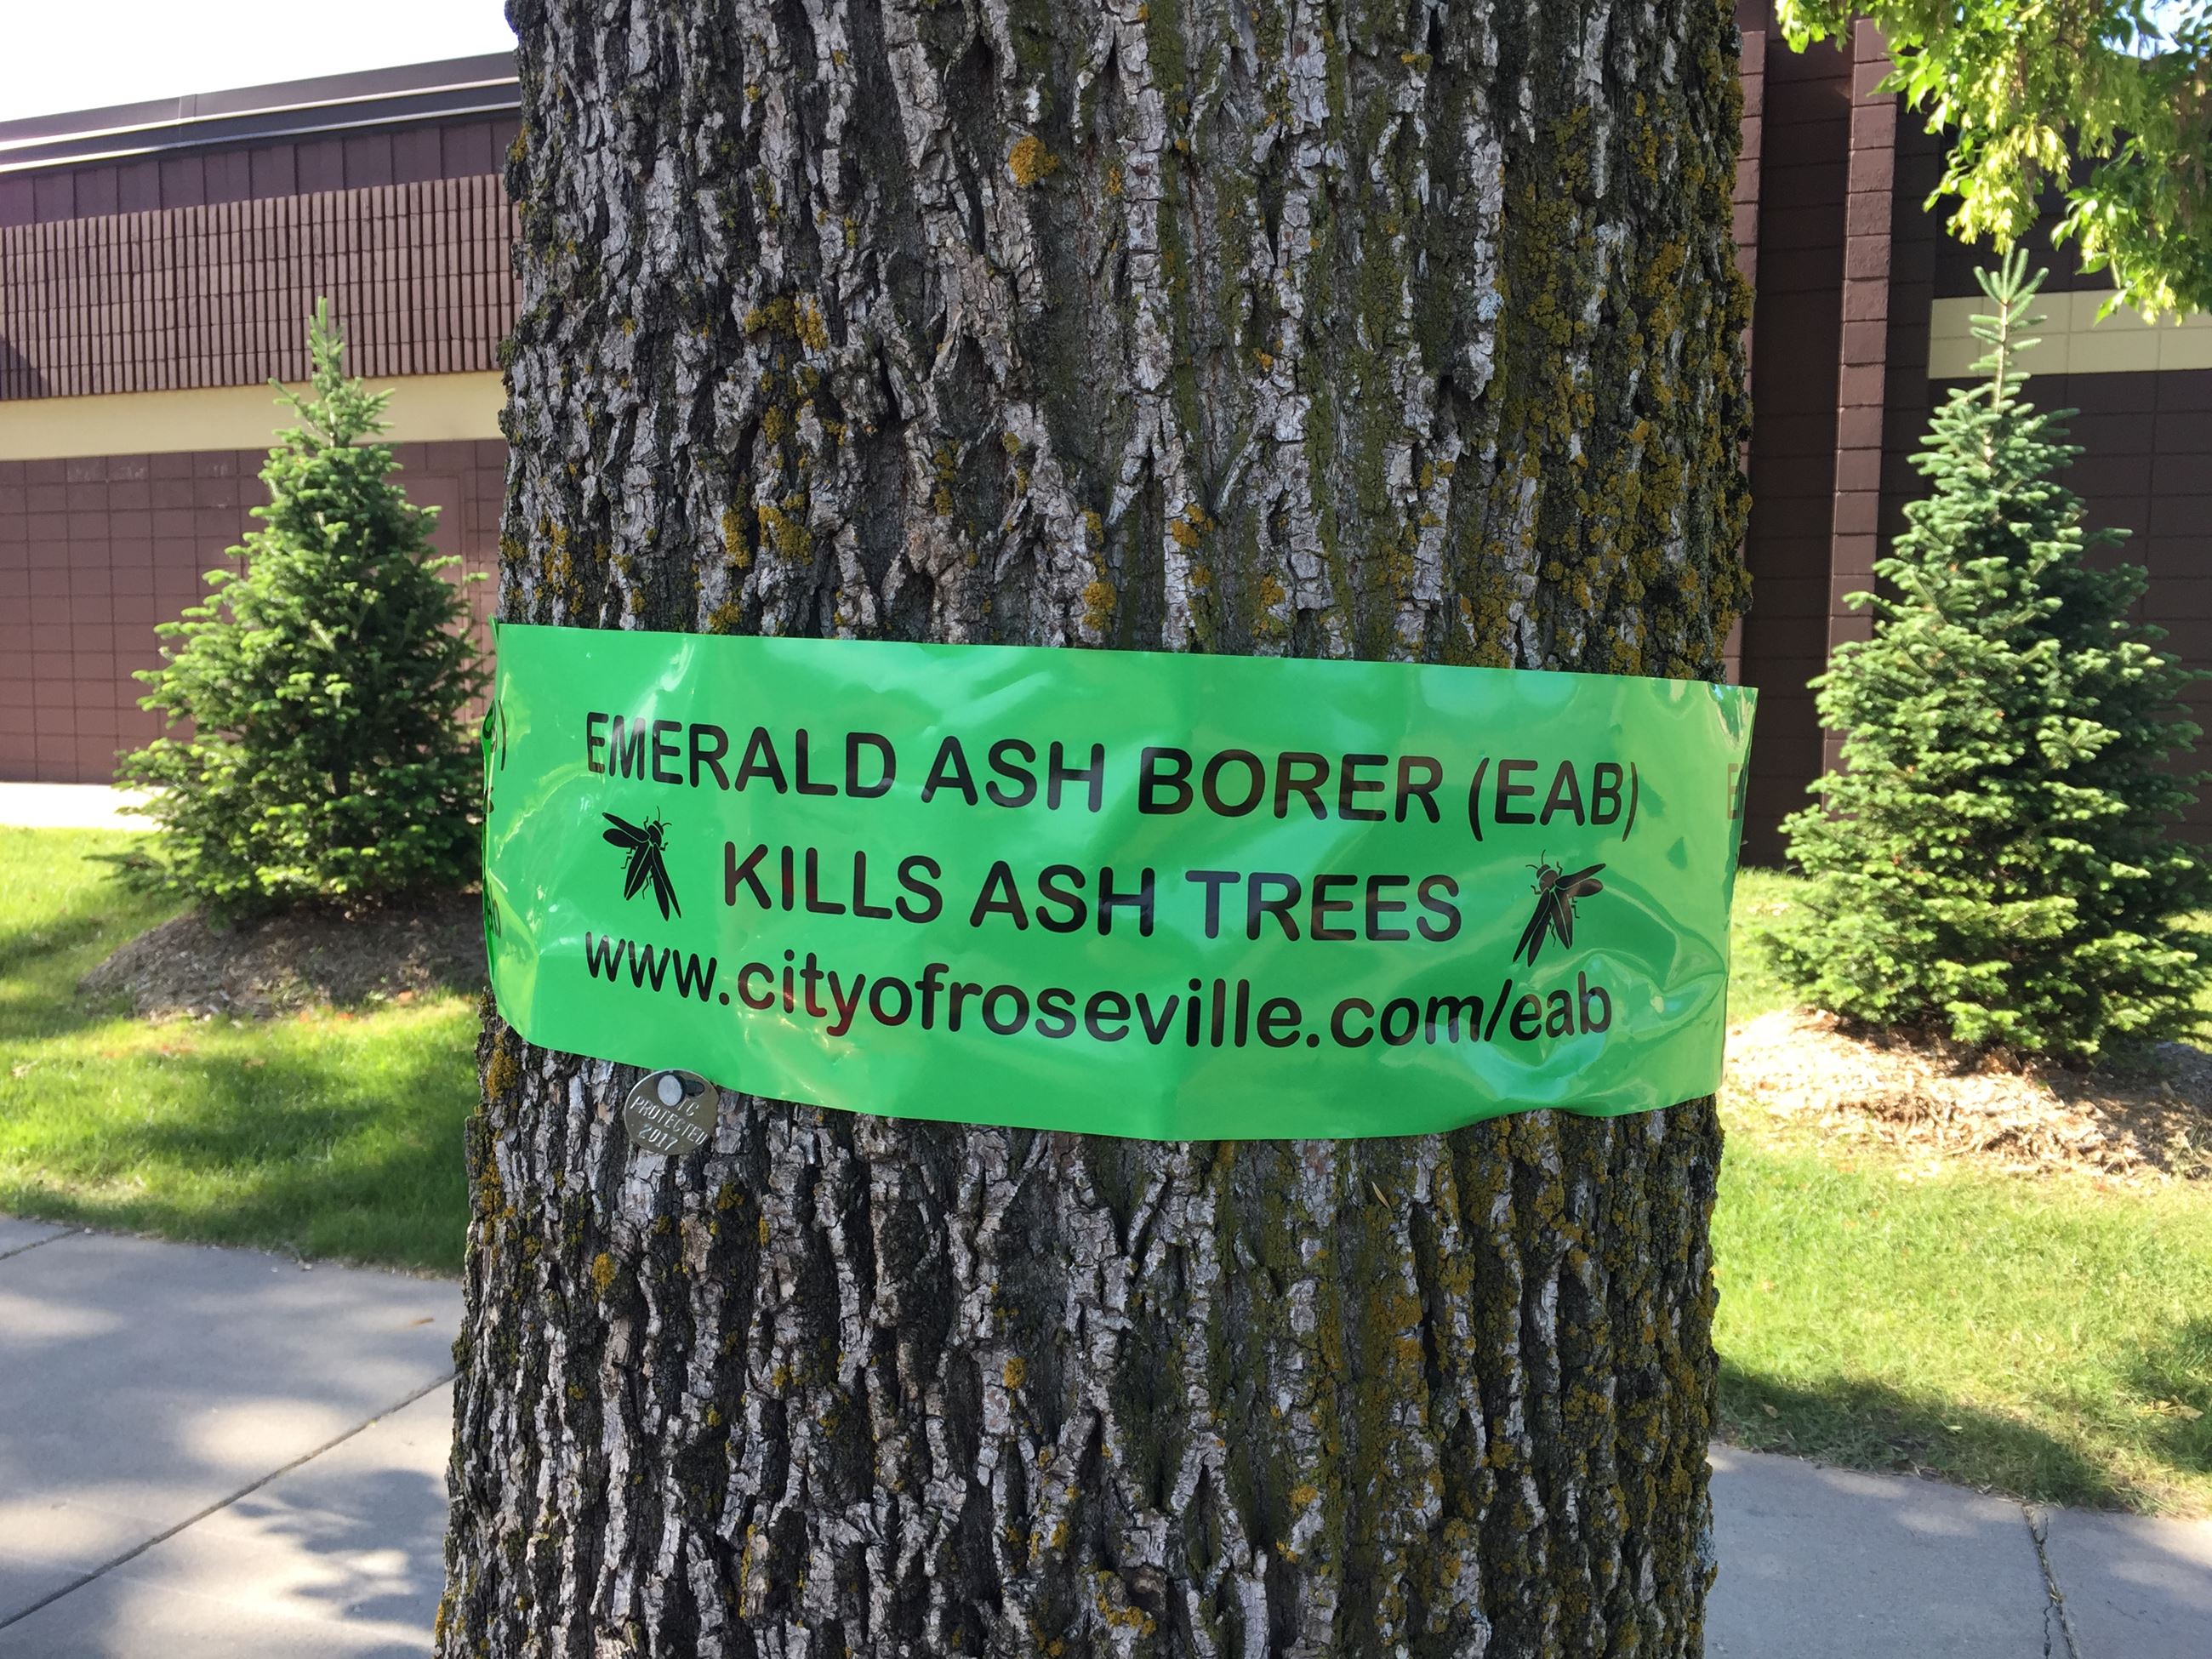 EMERALD ASH BORER (EAB)
KILLS ASH TREES
www.cityofroseville.com/eab
PROTECTED
2017